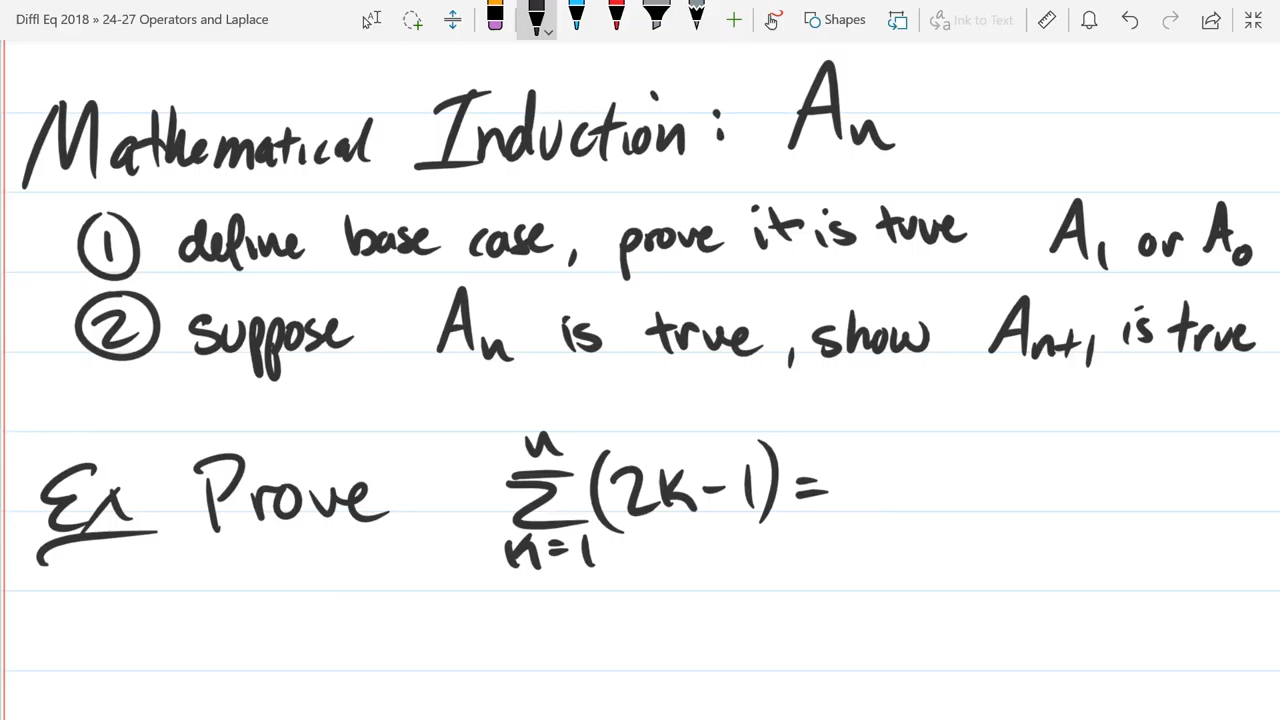 Diffl Eq 2018 » 24-27 Operators and Laplace
Shapes
Ink to Text
Mathematical Induction: Aₙ
① define base case, prove it is true A₁ or A₀
② suppose Aₙ is true, show Aₙ₊₁ is true
Ex Prove
n
∑ (2k-1) =
k=1